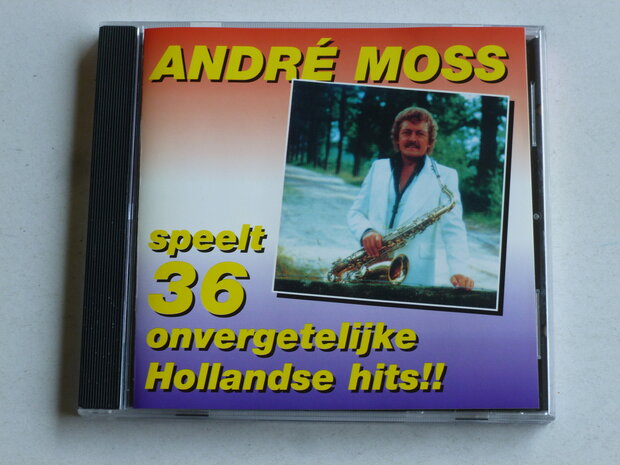 ANDRÉ MOSS
speelt
36
onvergetelijke
Hollandse hits!!